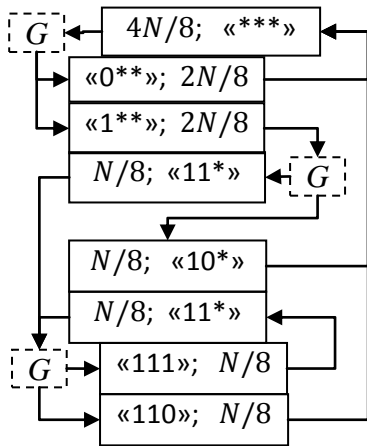 G 4N/8; «***»
«0**»; 2N/8
«1**»; 2N/8
N/8; «11*» G
N/8; «10*»
N/8; «11*»
G «111»; N/8
«110»; N/8